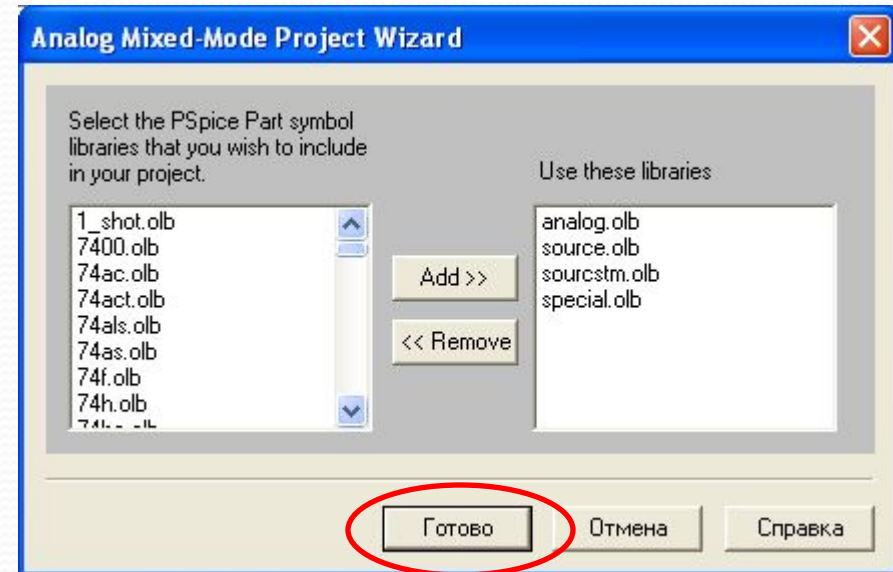 Analog Mixed-Mode Project Wizard
Select the PSpice Part symbol
libraries that you wish to include
in your project.
1_shot.olb
7400.olb
74ac.olb
74act.olb
74als.olb
74as.olb
74f.olb
74h.olb
Add >>
<< Remove
Use these libraries
analog.olb
source.olb
sourcstm.olb
special.olb
Готово
Отмена
Справка